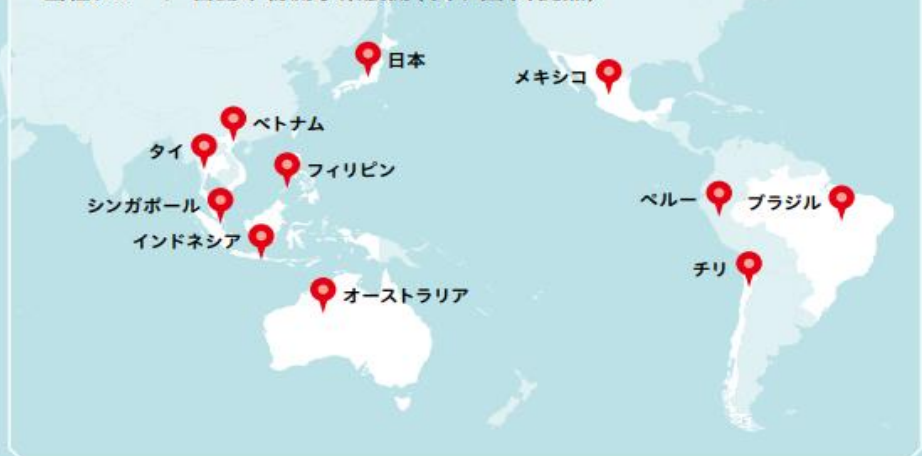 日本
メキシコ
ベトナム
タイ
フィリピン
シンガポール
ペルー
ブラジル
インドネシア
チリ
オーストラリア